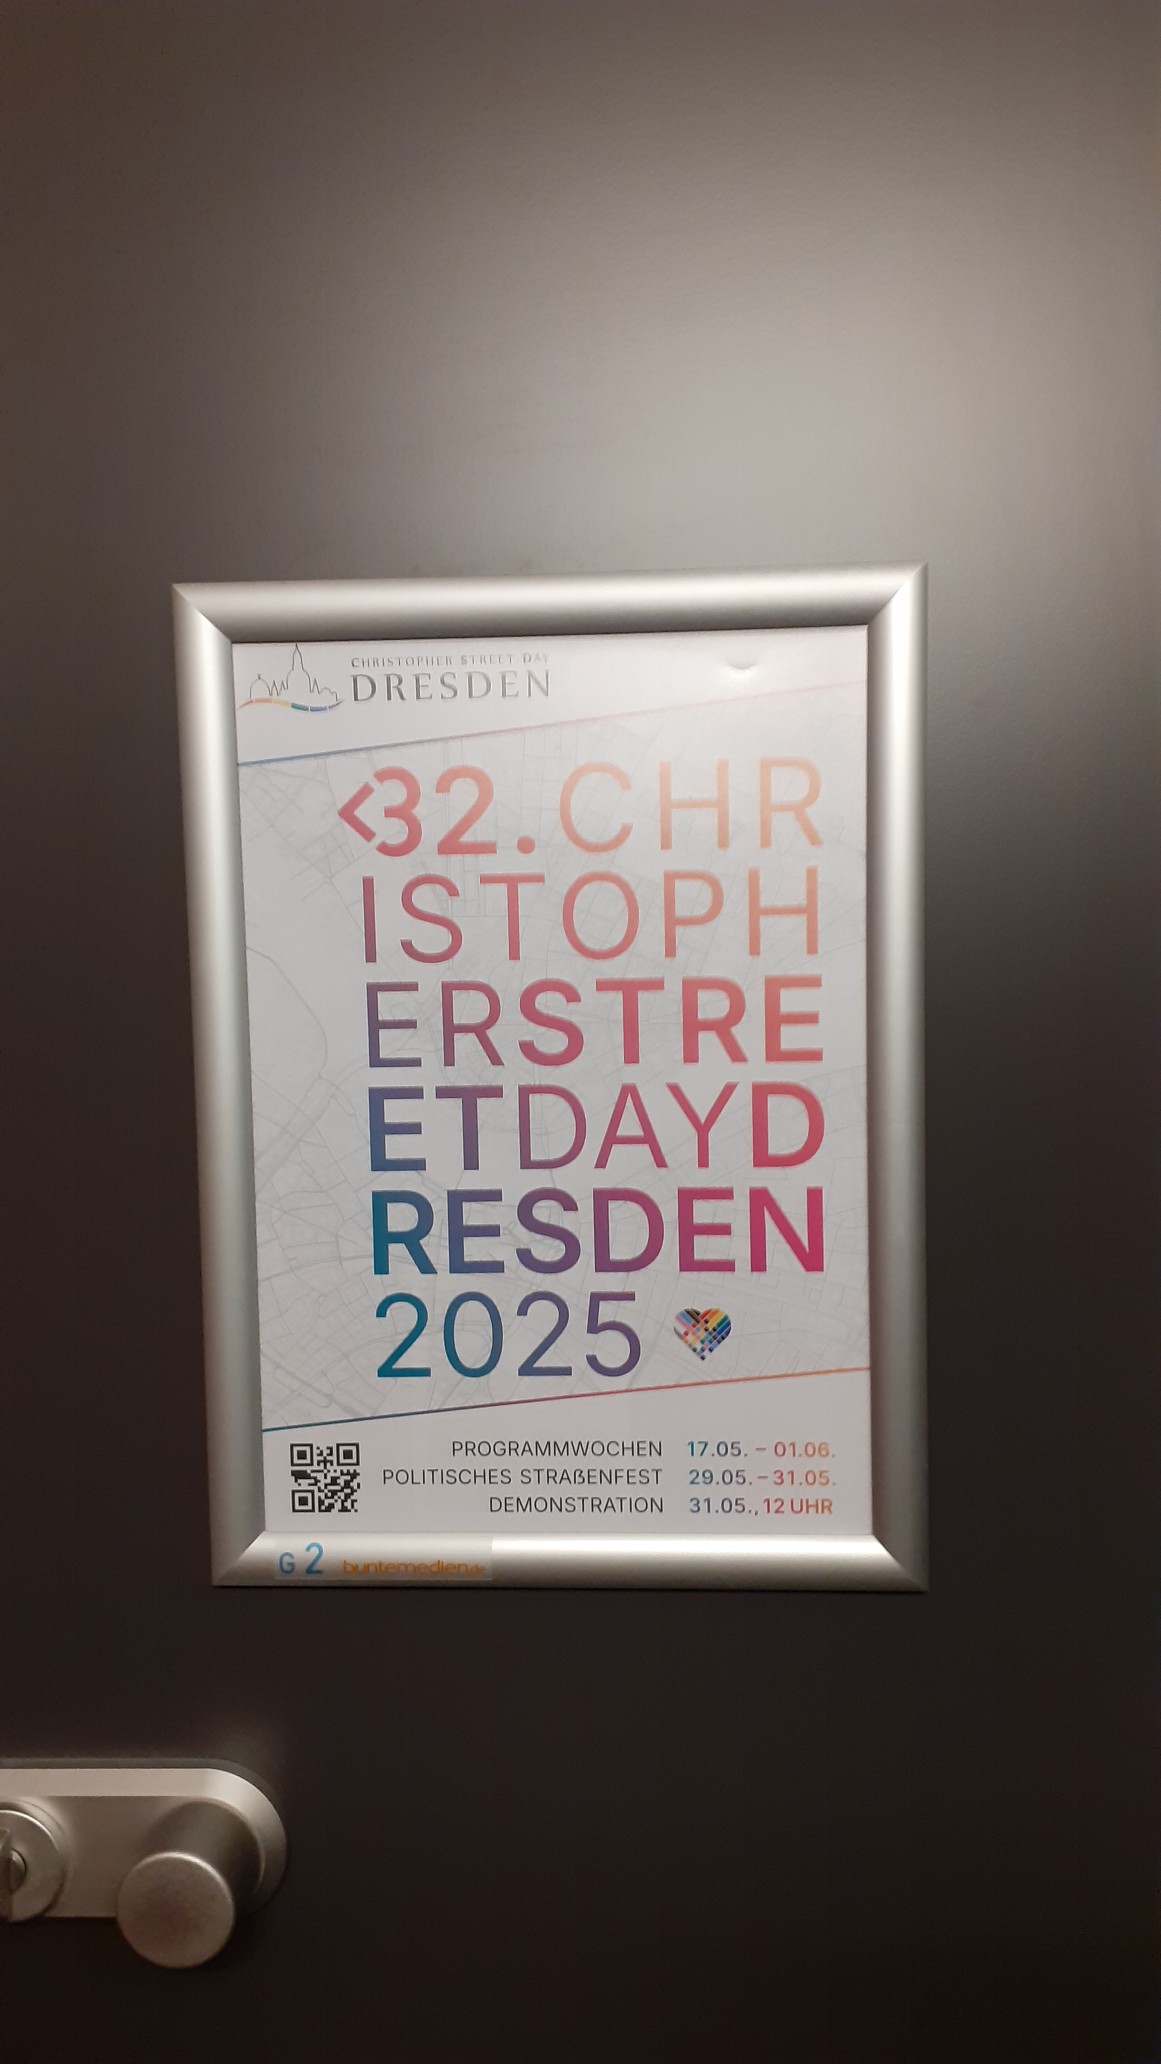 CHRISTOPHER STREET DAY
DRESDEN
<32. CHR
ISTOPH
ERSTRE
ETDAYD
RESDEN
2025
PROGRAMMWOCHEN 17.05. – 01.06.
POLITISCHES STRAßENFEST 29.05. – 31.05.
DEMONSTRATION 31.05., 12 UHR
G 2 buntemedien.de